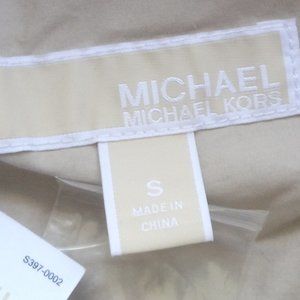 MICHAEL
MICHAEL KORS
S
MADE IN
CHINA
S397-0002